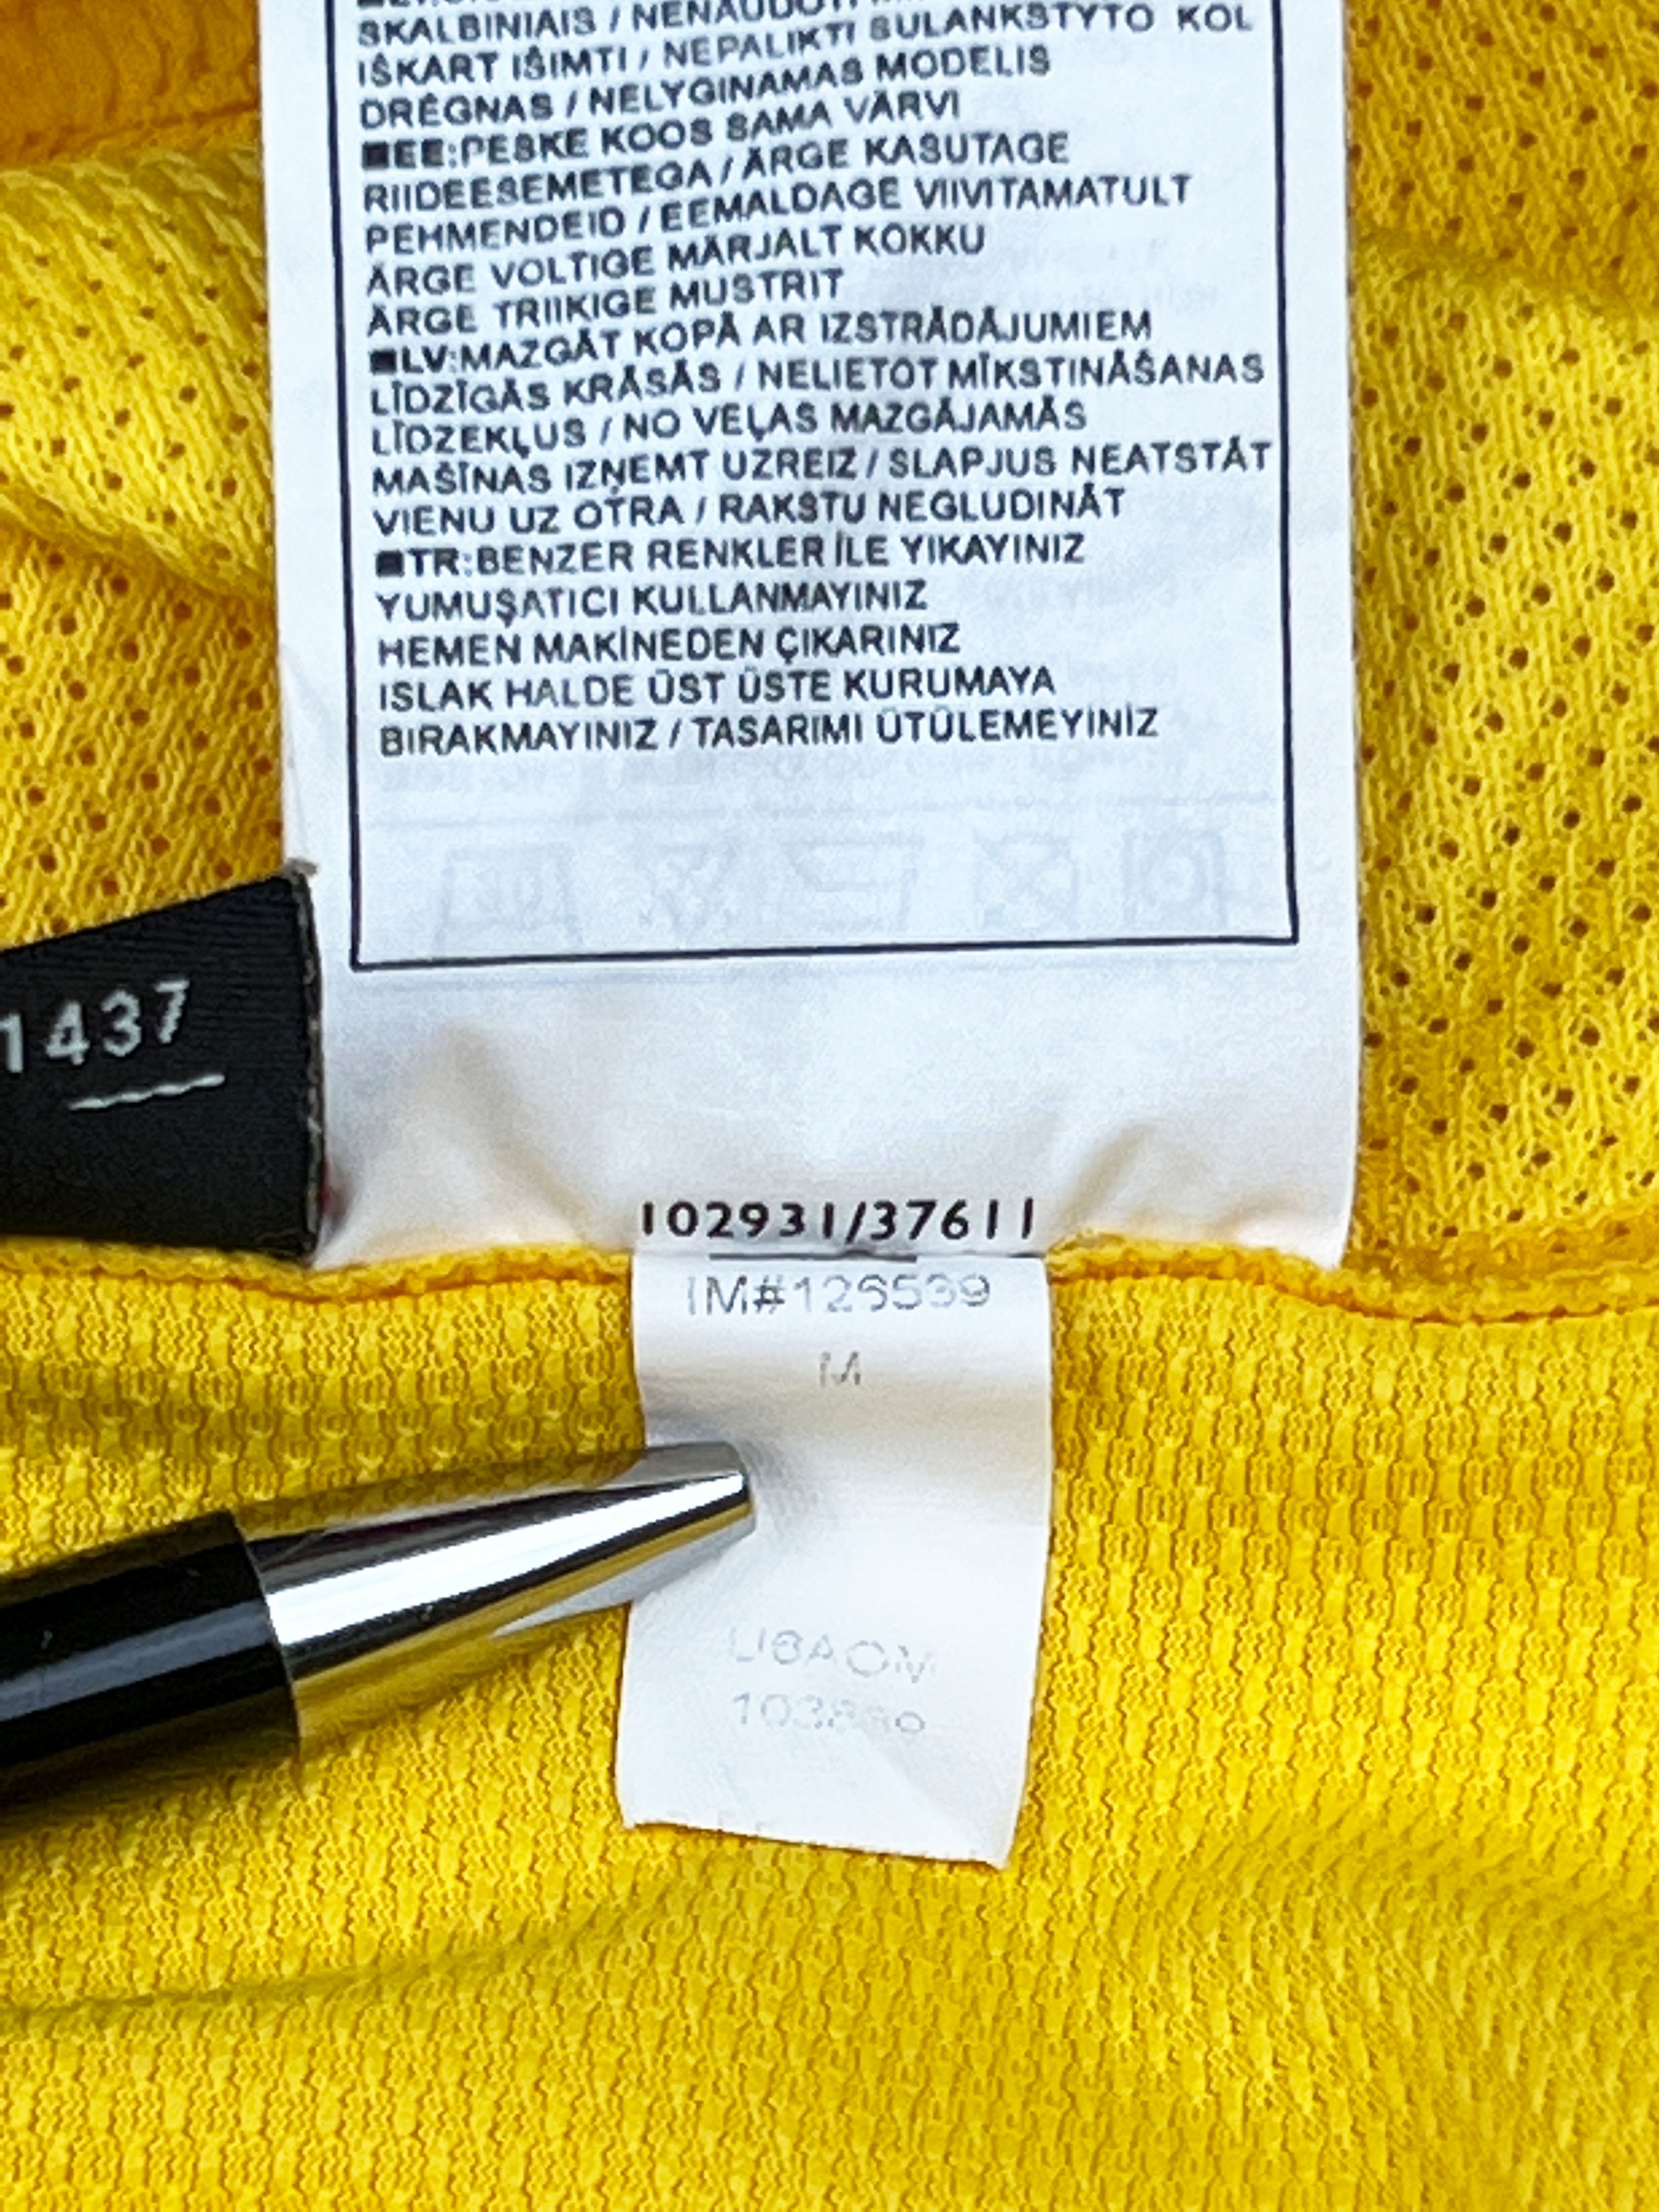 SKALBINIAIS / NENAUDOTI
IŠKART IŠIMTI / NEPALIKTI SULANKSTYTO KOL
DRĖGNAS / NELYGINAMAS MODELIS
■EE:PESKE KOOS SAMA VÄRVI
RIIDEESEMETEGA / ÄRGE KASUTAGE
PEHMENDEID / EEMALDAGE VIIVITAMATULT
ÄRGE VOLTIGE MÄRJALT KOKKU
ÄRGE TRIIKIGE MUSTRIT
■LV:MAZGĀT KOPĀ AR IZSTRĀDĀJUMIEM
LĪDZĪGĀS KRĀSĀS / NELIETOT MĪKSTINĀŠANAS
LĪDZEKĻUS / NO VEĻAS MAZGĀJAMĀS
MAŠĪNAS IZŅEMT UZREIZ / SLAPJUS NEATSTĀT
VIENU UZ OTRA / RAKSTU NEGLUDINĀT
■TR:BENZER RENKLER İLE YIKAYINIZ
YUMUŞATICI KULLANMAYINIZ
HEMEN MAKİNEDEN ÇIKARINIZ
ISLAK HALDE ÜST ÜSTE KURUMAYA
BIRAKMAYINIZ / TASARIMI ÜTÜLEMEYİNİZ
1437
102931/37611
IM#126539
M